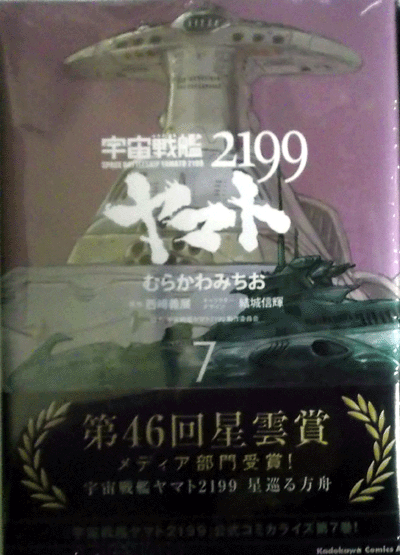 宇宙戦艦 2199
SPACE BATTLESHIP YAMATO 2199
ヤマト
むらかわみちお
原作 西﨑義展 キャラクターデザイン 結城信輝
7
第46回星雲賞
メディア部門受賞!
宇宙戦艦ヤマト2199 星巡る方舟
宇宙戦艦ヤマト2199 公式コミカライズ第7巻!
Kadokawa Comics A